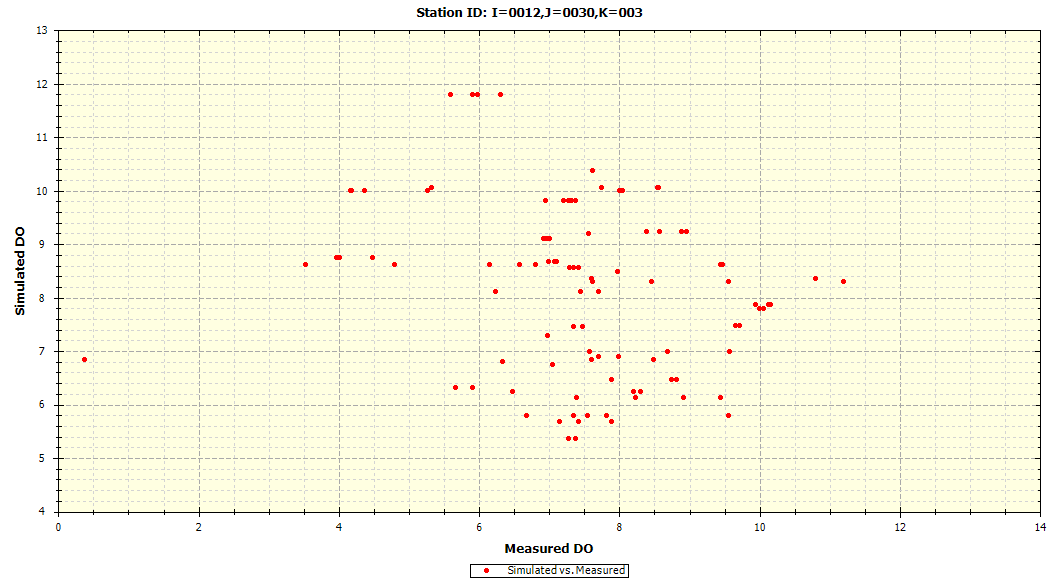 Station ID: I=0012,J=0030,K=003
13
12
11
10
9
8
7
6
5
4
Simulated DO
0 2 4 6 8 10 12 14
Measured DO
Simulated vs. Measured